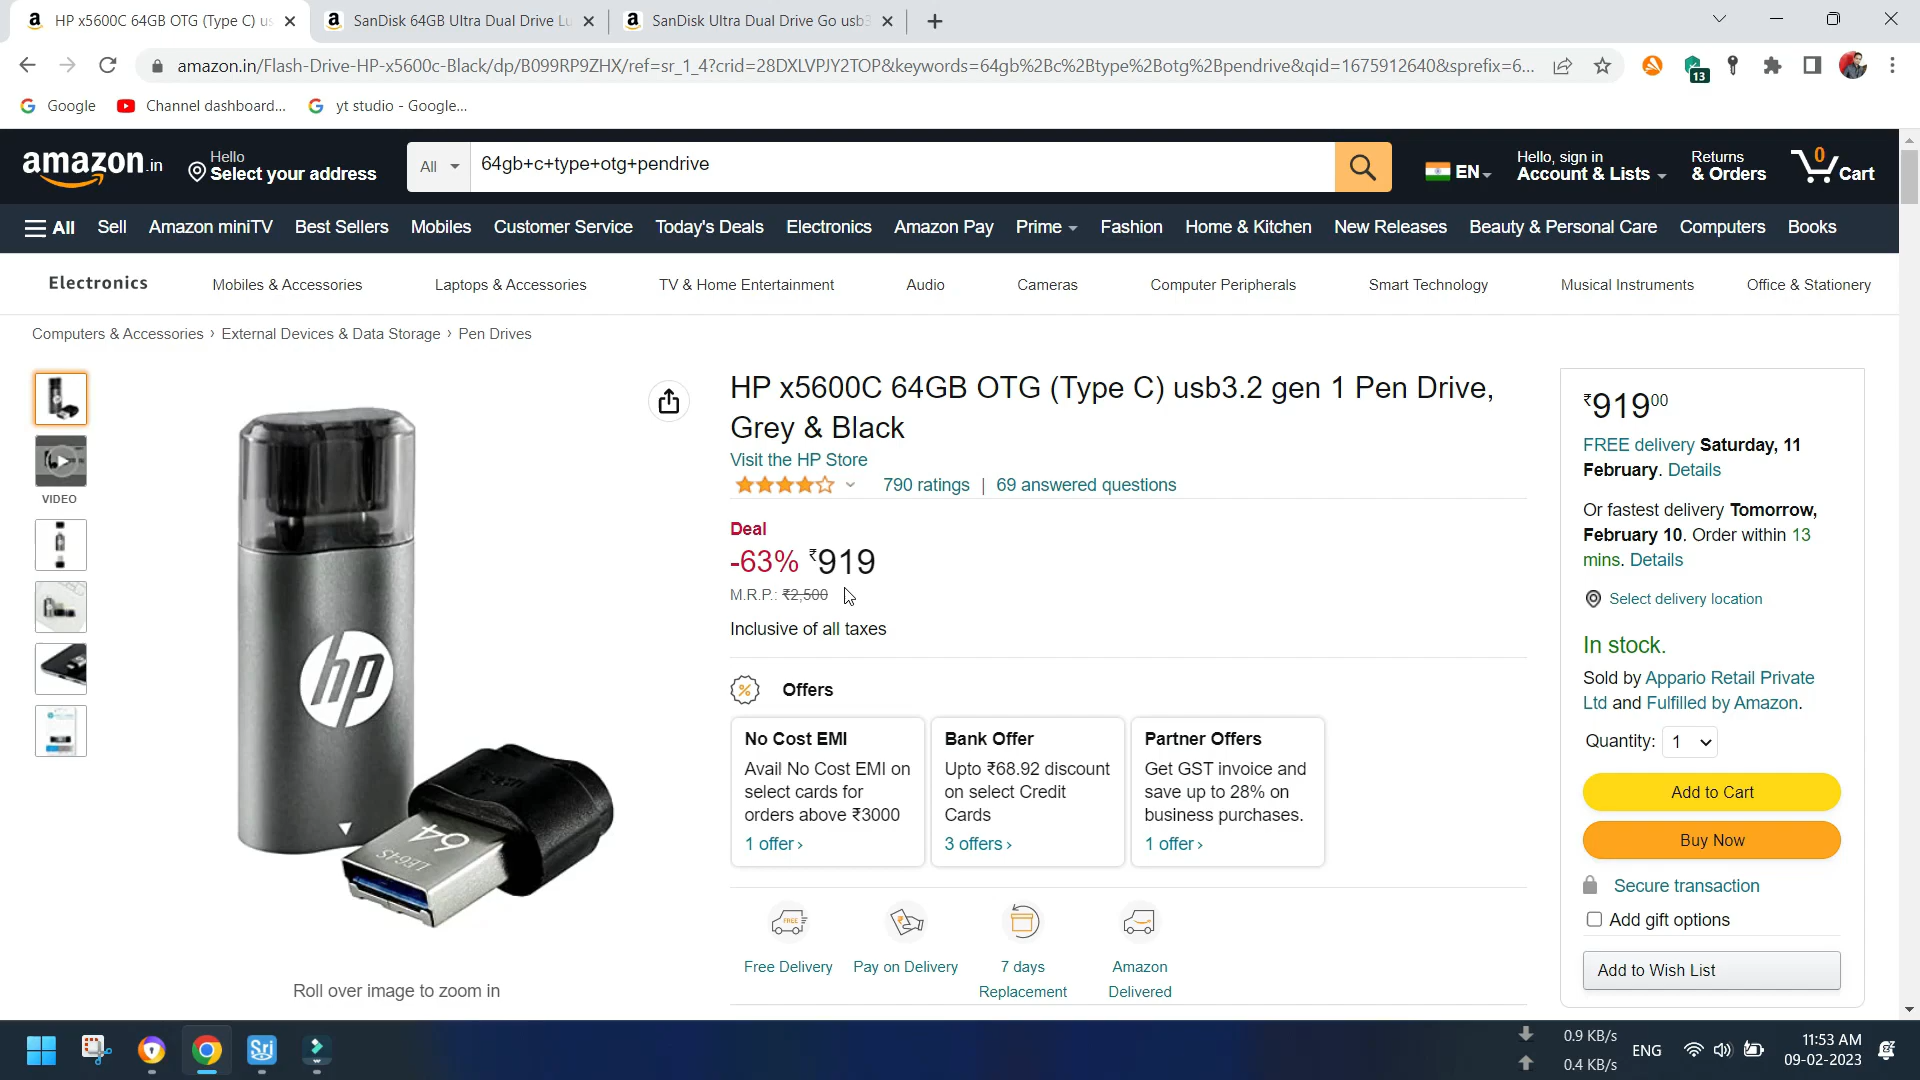 HP x5600C 64GB OTG (Type C) us
SanDisk 64GB Ultra Dual Drive Lu
SanDisk Ultra Dual Drive Go usb3
amazon.in/Flash-Drive-HP-x5600c-Black/dp/B099RP9ZHX/ref=sr_1_4?crid=28DXLVPJY2TOP&keywords=64gb%2Bc%2Btype%2Botg%2Bpendrive&qid=1675912640&sprefix=6...
13
Google
Channel dashboard...
yt studio - Google...
amazon.in
Hello
Select your address
All
64gb+c+type+otg+pendrive
EN
Hello, sign in
Account & Lists
Returns
& Orders
0
Cart
All
Sell
Amazon miniTV
Best Sellers
Mobiles
Customer Service
Today's Deals
Electronics
Amazon Pay
Prime
Fashion
Home & Kitchen
New Releases
Beauty & Personal Care
Computers
Books
Electronics
Mobiles & Accessories
Laptops & Accessories
TV & Home Entertainment
Audio
Cameras
Computer Peripherals
Smart Technology
Musical Instruments
Office & Stationery
Computers & Accessories › External Devices & Data Storage › Pen Drives
VIDEO
hp
64
LE64S
Roll over image to zoom in
HP x5600C 64GB OTG (Type C) usb3.2 gen 1 Pen Drive,
Grey & Black
Visit the HP Store
790 ratings | 69 answered questions
Deal
-63% ₹919
M.R.P.: ₹2,500
Inclusive of all taxes
% Offers
No Cost EMI
Avail No Cost EMI on
select cards for
orders above ₹3000
1 offer ›
Bank Offer
Upto ₹68.92 discount
on select Credit
Cards
3 offers ›
Partner Offers
Get GST invoice and
save up to 28% on
business purchases.
1 offer ›
FREE
Free Delivery
Pay on Delivery
7 days
Replacement
Amazon
Delivered
₹91900
FREE delivery Saturday, 11
February. Details
Or fastest delivery Tomorrow,
February 10. Order within 13
mins. Details
Select delivery location
In stock.
Sold by Appario Retail Private
Ltd and Fulfilled by Amazon.
Quantity: 1
Add to Cart
Buy Now
Secure transaction
Add gift options
Add to Wish List
Sri
0.9 KB/s
0.4 KB/s
ENG
11:53 AM
09-02-2023